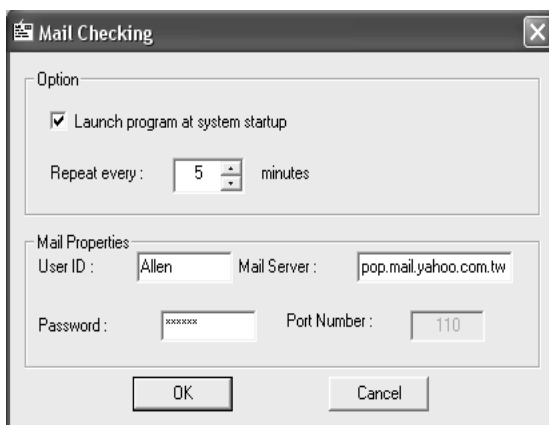 Mail Checking
Option
Launch program at system startup
Repeat every : 5 minutes
Mail Properties
User ID : Allen Mail Server : pop.mail.yahoo.com.tw
Password : ****** Port Number : 110
OK Cancel